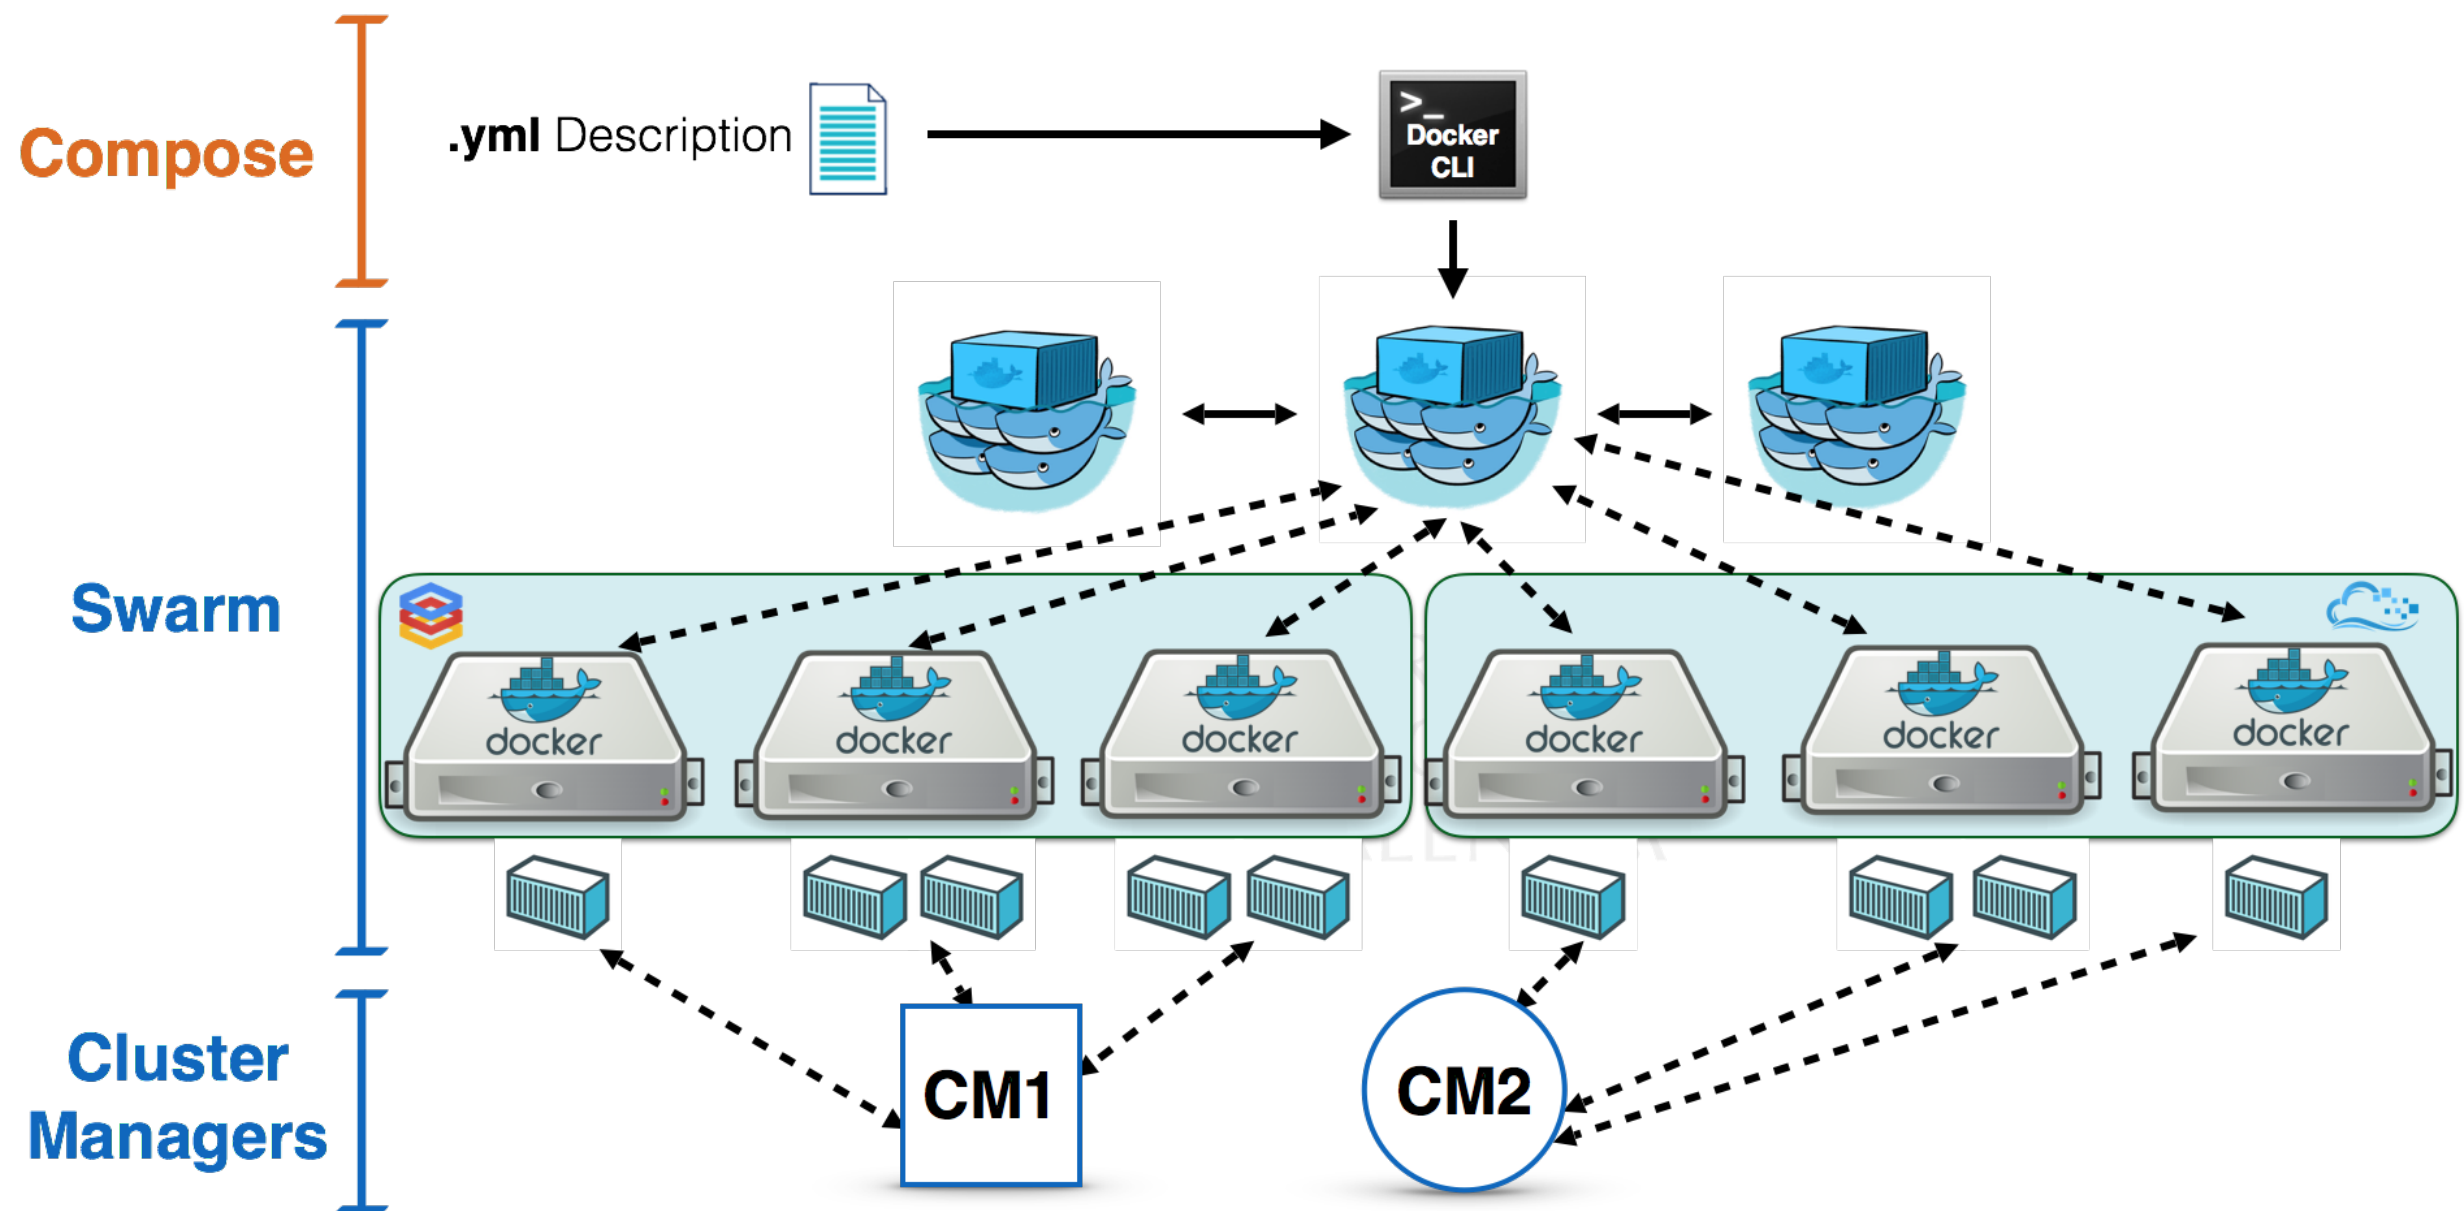 Compose
.yml Description
>_
Docker
CLI
Swarm
docker
docker
docker
docker
docker
docker
Cluster
Managers
CM1
CM2